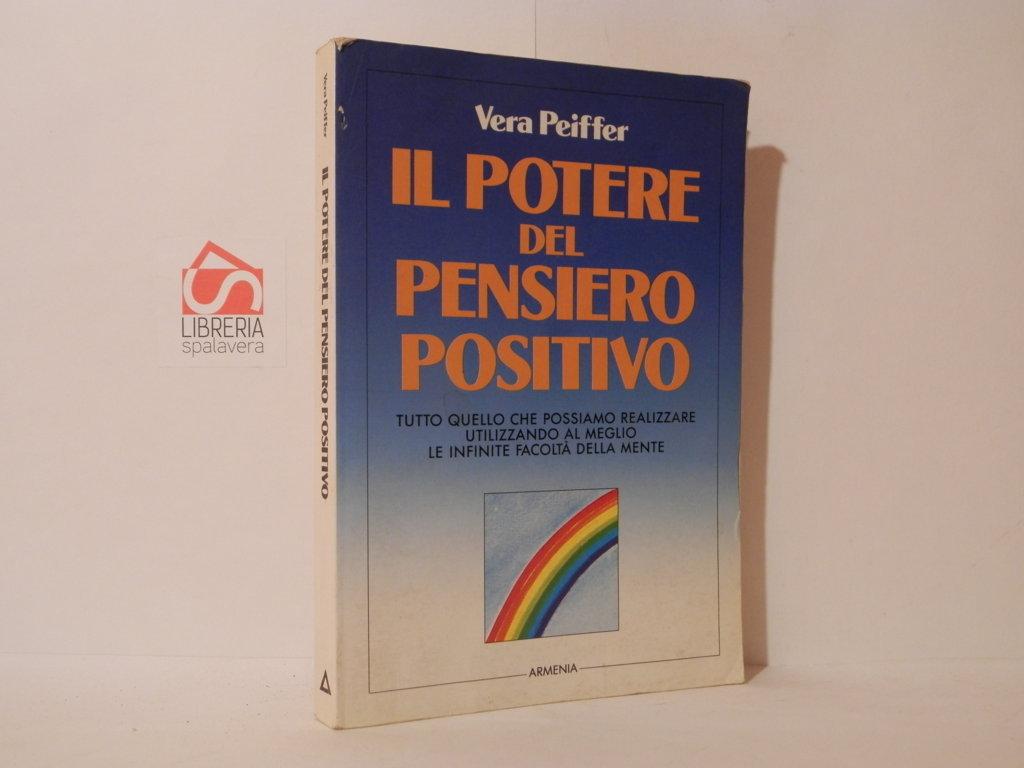 Vera Peiffer
IL POTERE
DEL
PENSIERO
POSITIVO
TUTTO QUELLO CHE POSSIAMO REALIZZARE
UTILIZZANDO AL MEGLIO
LE INFINITE FACOLTÀ DELLA MENTE
ARMENIA
Vera Peiffer
IL POTERE DEL PENSIERO POSITIVO
LIBRERIA
spalavera